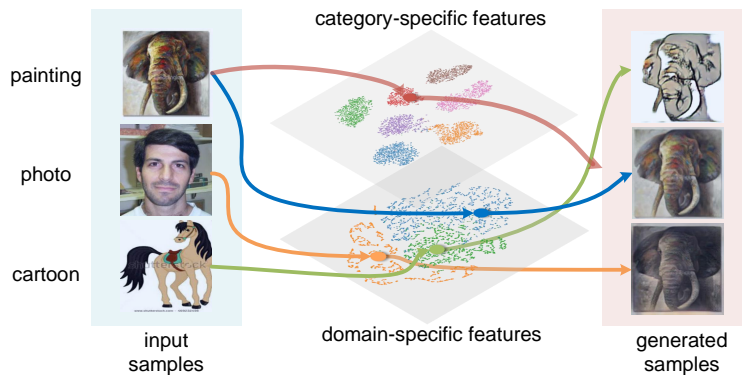 category-specific features
painting
photo
cartoon
domain-specific features
input
samples
generated
samples